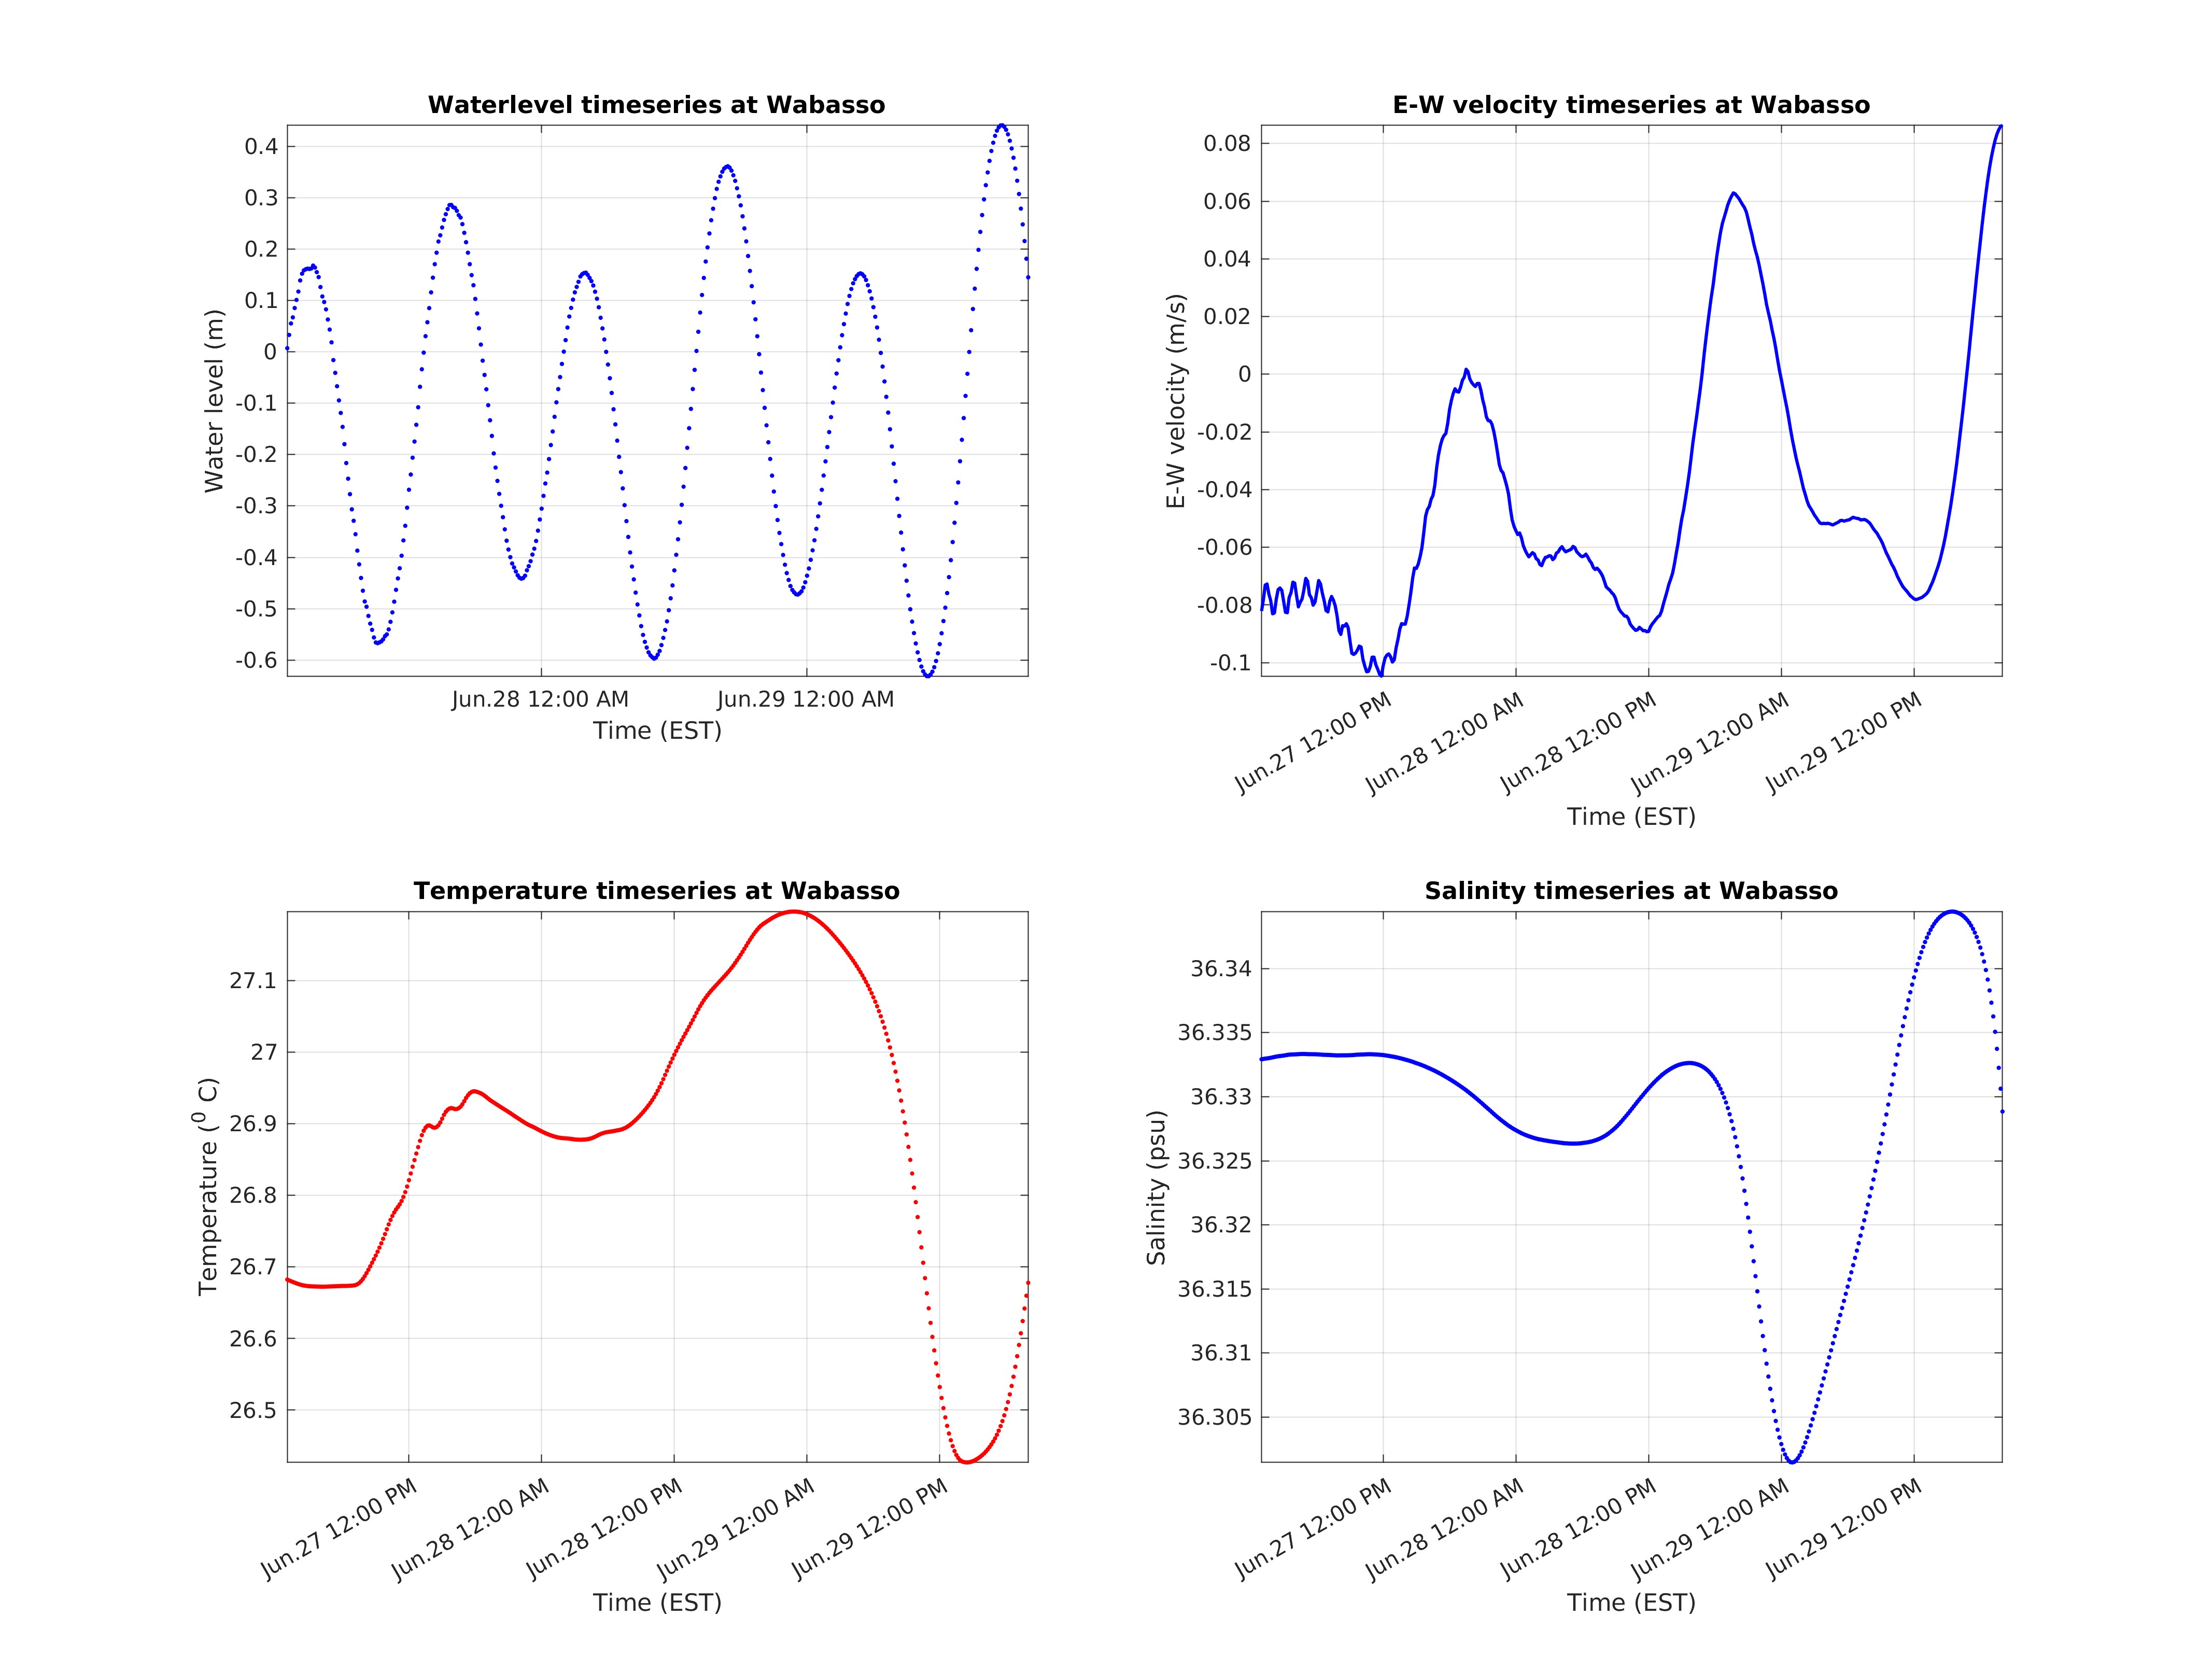 Waterlevel timeseries at Wabasso
0.4
0.3
0.2
0.1
0
-0.1
-0.2
-0.3
-0.4
-0.5
-0.6
Water level (m)
Jun.28 12:00 AM
Jun.29 12:00 AM
Time (EST)
E-W velocity timeseries at Wabasso
0.08
0.06
0.04
0.02
0
-0.02
-0.04
-0.06
-0.08
-0.1
E-W velocity (m/s)
Jun.27 12:00 PM
Jun.28 12:00 AM
Jun.28 12:00 PM
Jun.29 12:00 AM
Jun.29 12:00 PM
Time (EST)
Temperature timeseries at Wabasso
27.1
27
26.9
26.8
26.7
26.6
26.5
Temperature (⁰ C)
Jun.27 12:00 PM
Jun.28 12:00 AM
Jun.28 12:00 PM
Jun.29 12:00 AM
Jun.29 12:00 PM
Time (EST)
Salinity timeseries at Wabasso
36.34
36.335
36.33
36.325
36.32
36.315
36.31
36.305
Salinity (psu)
Jun.27 12:00 PM
Jun.28 12:00 AM
Jun.28 12:00 PM
Jun.29 12:00 AM
Jun.29 12:00 PM
Time (EST)